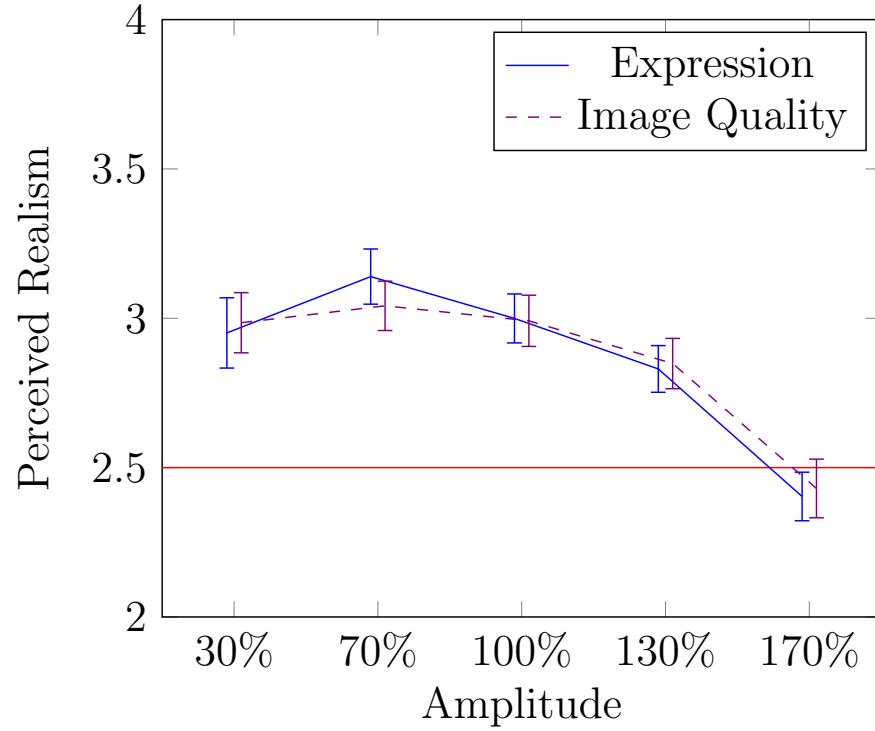 4
3.5
3
2.5
2
Perceived Realism
Expression
Image Quality
30% 70% 100% 130% 170%
Amplitude